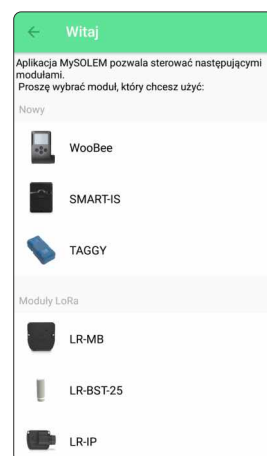 Witaj
Aplikacja MySOLEM pozwala sterować następującymi
modułami.
Proszę wybrać moduł, który chcesz użyć:
Nowy
WooBee
SMART-IS
TAGGY
Moduły LoRa
LR-MB
LR-BST-25
LR-IP